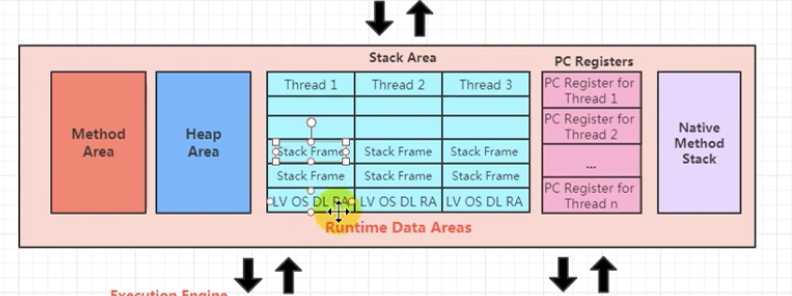 Stack Area
PC Registers
Method
Area
Heap
Area
Thread 1
Thread 2
Thread 3
Stack Frame
Stack Frame
Stack Frame
Stack Frame
Stack Frame
Stack Frame
LV OS DL RA
LV OS DL RA
LV OS DL RA
PC Register for
Thread 1
PC Register for
Thread 2
...
PC Register for
Thread n
Native
Method
Stack
Runtime Data Areas
Execution Engine